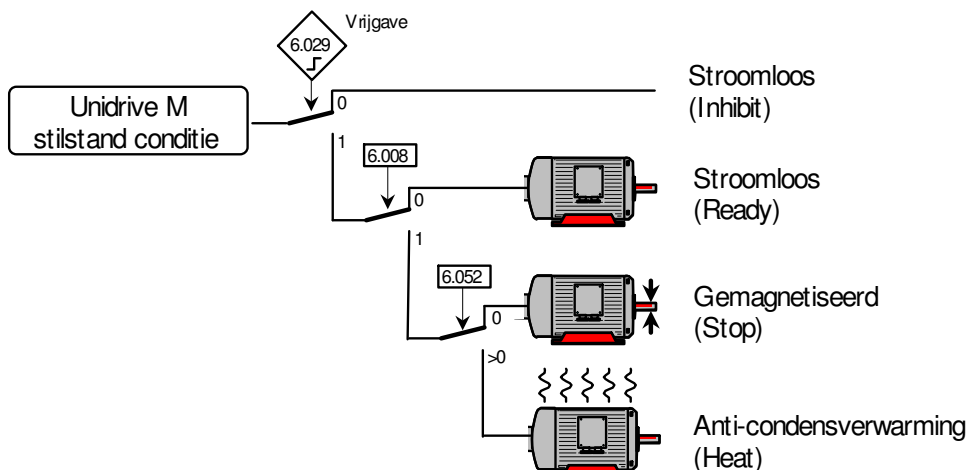 Vrijgave
6.029
Unidrive M
stilstand conditie
0
1
Stroomloos
(Inhibit)
6.008
0
1
Stroomloos
(Ready)
6.052
0
>0
Gemagnetiseerd
(Stop)
Anti-condensverwarming
(Heat)